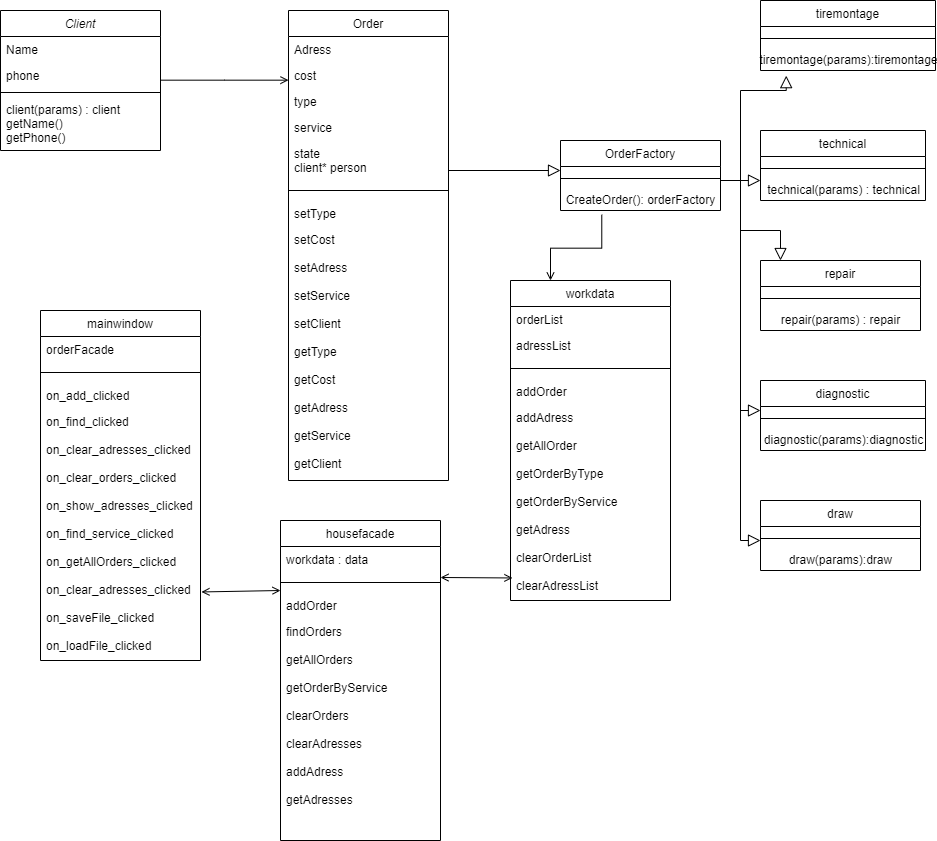 Client
Name
phone
client(params) : client
getName()
getPhone()
Order
Adress
cost
type
service
state
client* person
setType
setCost
setAdress
setService
setClient
getType
getCost
getAdress
getService
getClient
OrderFactory
CreateOrder(): orderFactory
tiremontage
tiremontage(params):tiremontage
technical
technical(params) : technical
repair
repair(params) : repair
diagnostic
diagnostic(params):diagnostic
draw
draw(params):draw
workdata
orderList
adressList
addOrder
addAdress
getAllOrder
getOrderByType
getOrderByService
getAdress
clearOrderList
clearAdressList
mainwindow
orderFacade
on_add_clicked
on_find_clicked
on_clear_adresses_clicked
on_clear_orders_clicked
on_show_adresses_clicked
on_find_service_clicked
on_getAllOrders_clicked
on_clear_adresses_clicked
on_saveFile_clicked
on_loadFile_clicked
housefacade
workdata : data
addOrder
findOrders
getAllOrders
getOrderByService
clearOrders
clearAdresses
addAdress
getAdresses